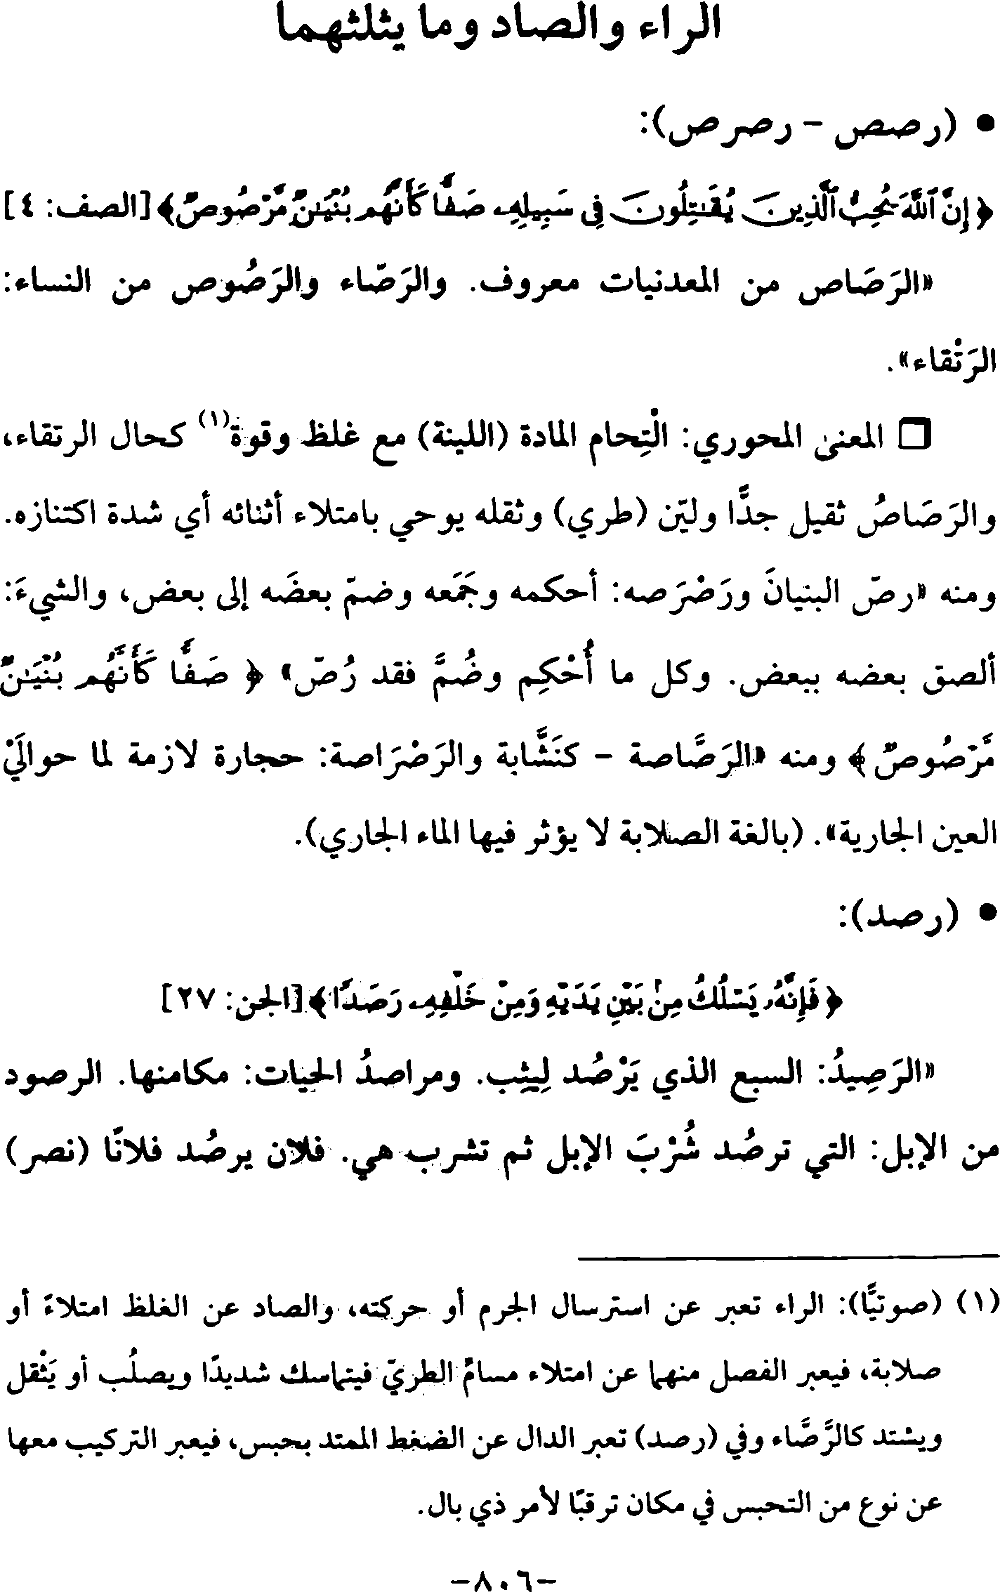 الراء والصاد وما يثلثهما
• (رصص - رصرص):
﴿إِنَّ ٱللَّهَ يُحِبُّ ٱلَّذِينَ يُقَٰتِلُونَ فِي سَبِيلِهِۦ صَفًّا كَأَنَّهُم بُنْيَٰنٌ مَّرْصُوصٌ﴾ [الصف: ٤]
«الرَصَاص من المعدنيات معروف. والرَصّاء والرَصُوص من النساء:
الرَتْقاء».
❒ المعنى المحوري: الْتِحام المادة (اللينة) مع غلظ وقوة(١) كحال الرتقاء،
والرَصَاصُ ثقيل جدًّا وليّن (طري) وثقله يوحي بامتلاء أثنائه أي شدة اكتنازه.
ومنه «رصّ البنيانَ ورَصْرَصه: أحكمه وجَمَعه وضمّ بعضَه إلى بعض، والشيءَ:
ألصق بعضه ببعض. وكل ما أُحْكِم وضُمَّ فقد رُصّ» ﴿صَفًّا كَأَنَّهُم بُنْيَٰنٌ
مَّرْصُوصٌ﴾ ومنه «الرَصَّاصة - كنَشَّابة والرَصْرَاصة: حجارة لازمة لما حوالَيْ
العين الجارية». (بالغة الصلابة لا يؤثر فيها الماء الجاري).
• (رصد):
﴿فَإِنَّهُۥ يَسْلُكُ مِنۢ بَيْنِ يَدَيْهِ وَمِنْ خَلْفِهِۦ رَصَدًا﴾ [الجن: ٢٧]
«الرَصِيدُ: السبع الذي يَرْصُد لِيثِب. ومراصدُ الحيات: مكامنها. الرصود
من الإبل: التي ترصُد شُرْبَ الإبل ثم تشرب هي. فلان يرصُد فلانًا (نصر)
(١) (صوتيًّا): الراء تعبر عن استرسال الجرم أو حركته، والصاد عن الغلظ امتلاءً أو
صلابة، فيعبر الفصل منهما عن امتلاء مسامّ الطريّ فيتماسك شديدًا ويصلُب أو يَثْقل
ويشتد كالرَّصَّاء وفي (رصد) تعبر الدال عن الضغط الممتد بحبس، فيعبر التركيب معها
عن نوع من التحبس في مكان ترقبًا لأمر ذي بال.
-٨٠٦-